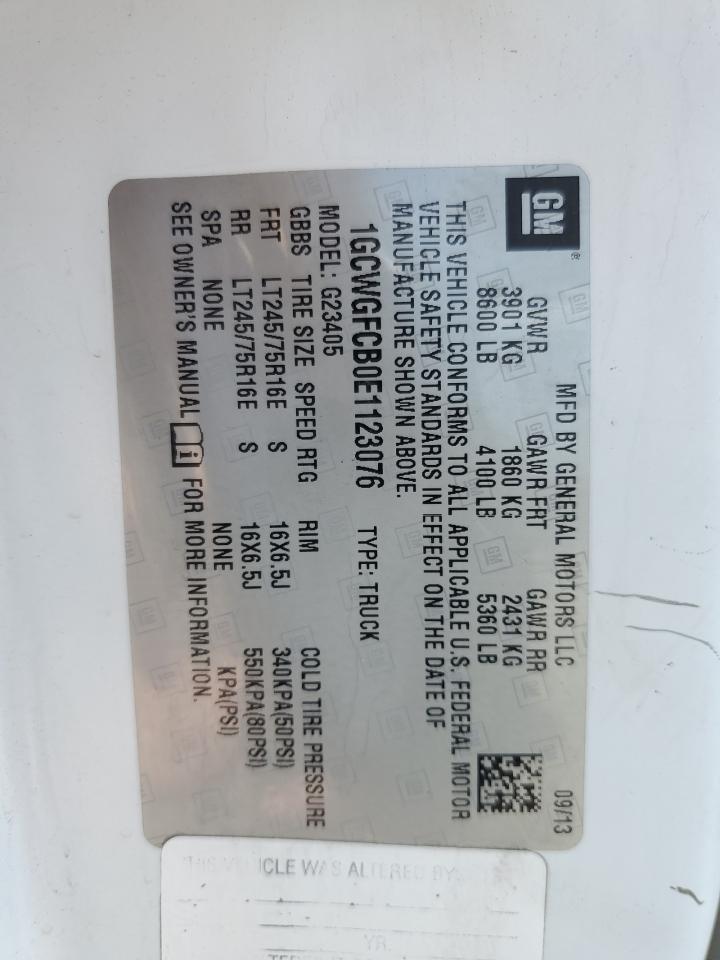 GM ®
MFD BY GENERAL MOTORS LLC 09/13
GVWR GAWR FRT GAWR RR
3901 KG 1860 KG 2431 KG
8600 LB 4100 LB 5360 LB
THIS VEHICLE CONFORMS TO ALL APPLICABLE U.S. FEDERAL MOTOR
VEHICLE SAFETY STANDARDS IN EFFECT ON THE DATE OF
MANUFACTURE SHOWN ABOVE.
1GCWGFCB0E1123076 TYPE: TRUCK
MODEL: G23405
GBBS TIRE SIZE SPEED RTG RIM COLD TIRE PRESSURE
FRT LT245/75R16E S 16X6.5J 340KPA(50PSI)
RR LT245/75R16E S 16X6.5J 550KPA(80PSI)
SPA NONE NONE KPA(PSI)
SEE OWNER'S MANUAL i FOR MORE INFORMATION.
THIS VEHICLE WAS ALTERED BY
YR.